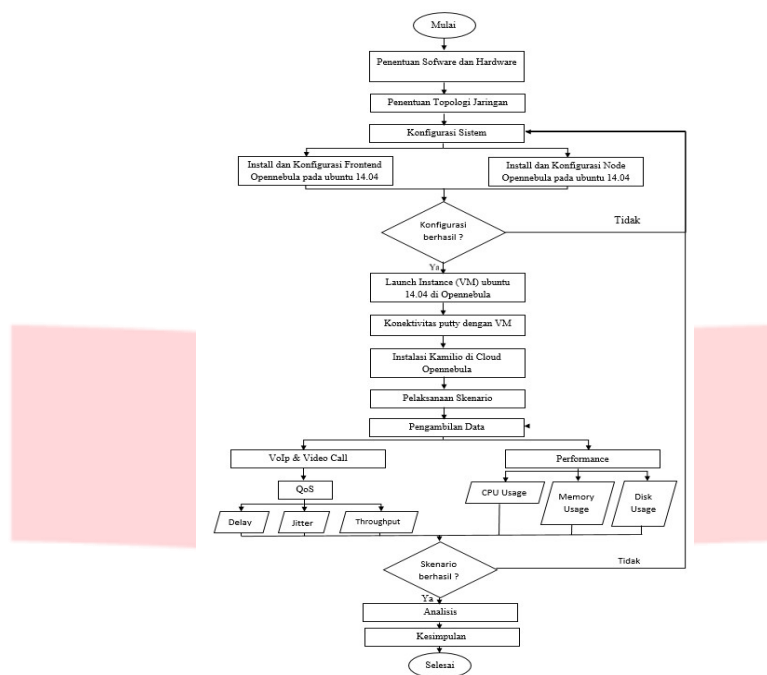 Mulai
Penentuan Sofware dan Hardware
Penentuan Topologi Jaringan
Konfigurasi Sistem
Install dan Konfigurasi Frontend
Opennebula pada ubuntu 14.04
Install dan Konfigurasi Node
Opennebula pada ubuntu 14.04
Konfigurasi
berhasil ?
Tidak
Ya
Launch Instance (VM) ubuntu
14.04 di Opennebula
Konektivitas putty dengan VM
Instalasi Kamilio di Cloud
Opennebula
Pelaksanaan Skenario
Pengambilan Data
VoIp & Video Call
Performance
QoS
CPU Usage
Memory
Usage
Disk
Usage
Delay
Jitter
Throughput
Skenario
berhasil ?
Tidak
Ya
Analisis
Kesimpulan
Selesai